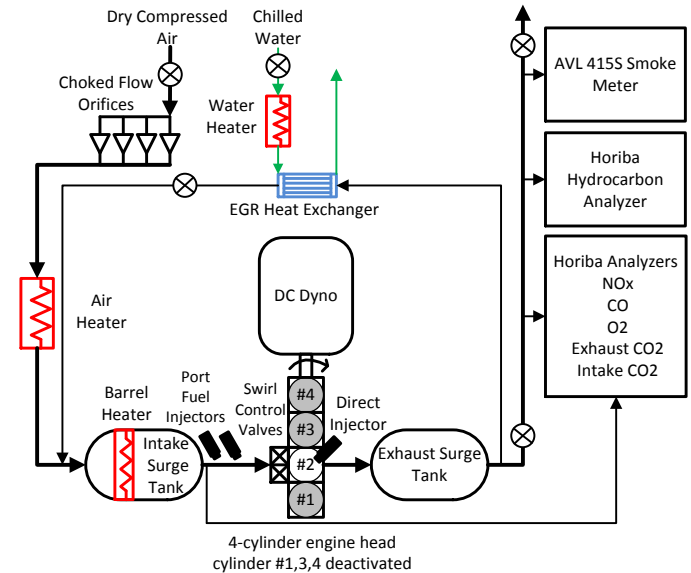 Dry Compressed
Air
Chilled
Water
Choked Flow
Orifices
Water
Heater
AVL 415S Smoke
Meter
Horiba
Hydrocarbon
Analyzer
EGR Heat Exchanger
Horiba Analyzers
NOx
CO
O2
Exhaust CO2
Intake CO2
DC Dyno
Air
Heater
Barrel
Heater
Port
Fuel
Injectors
Swirl
Control
Valves
Direct
Injector
#4
#3
#2
#1
Intake
Surge
Tank
Exhaust Surge
Tank
4-cylinder engine head
cylinder #1,3,4 deactivated